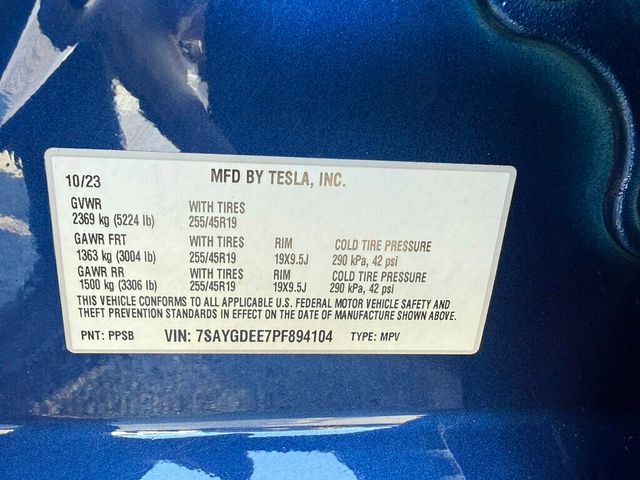 10/23 MFD BY TESLA, INC.
GVWR WITH TIRES
2369 kg (5224 lb) 255/45R19
GAWR FRT WITH TIRES RIM COLD TIRE PRESSURE
1363 kg (3004 lb) 255/45R19 19X9.5J 290 kPa, 42 psi
GAWR RR WITH TIRES RIM COLD TIRE PRESSURE
1500 kg (3306 lb) 255/45R19 19X9.5J 290 kPa, 42 psi
THIS VEHICLE CONFORMS TO ALL APPLICABLE U.S. FEDERAL MOTOR VEHICLE SAFETY AND
THEFT PREVENTION STANDARDS IN EFFECT ON THE DATE OF MANUFACTURE SHOWN ABOVE.
PNT: PPSB VIN: 7SAYGDEE7PF894104 TYPE: MPV